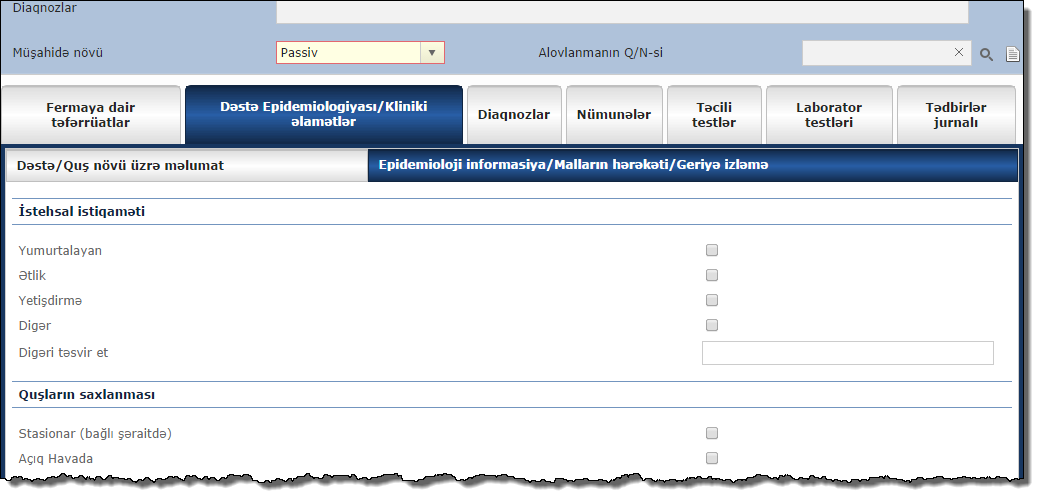 Diaqnozlar
Müşahidə növü
Passiv
Alovlanmanın Q/N-si
Fermaya dair
təfərrüatlar
Dəstə Epidemiologiyası/Kliniki
əlamətlər
Diaqnozlar
Nümunələr
Təcili
testlər
Laborator
testləri
Tədbirlər
jurnalı
Dəstə/Quş növü üzrə məlumat
Epidemioloji informasiya/Malların hərəkəti/Geriyə izləmə
İstehsal istiqaməti
Yumurtalayan
Ətlik
Yetişdirmə
Digər
Digəri təsvir et
Quşların saxlanması
Stasionar (bağlı şəraitdə)
Açıq Havada